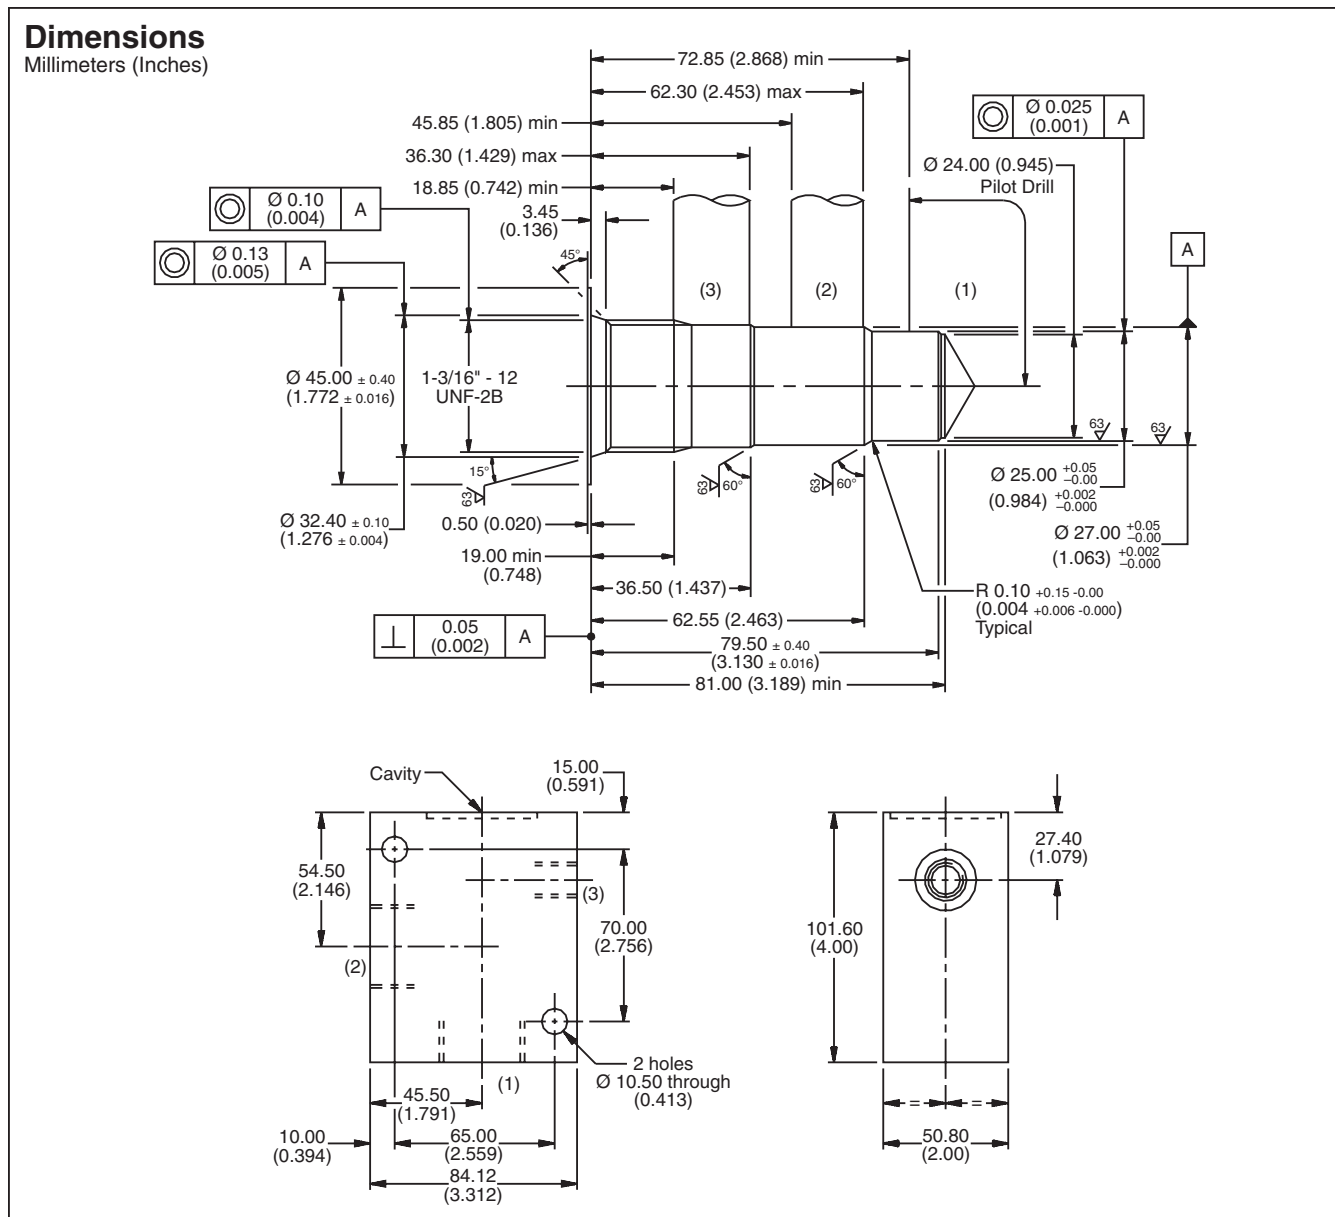 Dimensions
Millimeters (Inches)
72.85 (2.868) min
62.30 (2.453) max
45.85 (1.805) min
36.30 (1.429) max
18.85 (0.742) min
3.45
(0.136)
Ø 0.025
(0.001)
A
Ø 24.00 (0.945)
Pilot Drill
Ø 0.10
(0.004)
A
Ø 0.13
(0.005)
A
A
45°
(3)
(2)
(1)
Ø 45.00 ± 0.40
(1.772 ± 0.016)
1-3/16" - 12
UNF-2B
15°
63
63
60°
63
60°
63
63
Ø 32.40 ± 0.10
(1.276 ± 0.004)
0.50 (0.020)
19.00 min
(0.748)
36.50 (1.437)
62.55 (2.463)
79.50 ± 0.40
(3.130 ± 0.016)
81.00 (3.189) min
Ø 25.00 +0.05 –0.00
(0.984) +0.002 –0.000
Ø 27.00 +0.05 –0.00
(1.063) +0.002 –0.000
R 0.10 +0.15 -0.00
(0.004 +0.006 -0.000)
Typical
⊥
0.05
(0.002)
A
Cavity
15.00
(0.591)
54.50
(2.146)
(3)
70.00
(2.756)
(2)
(1)
2 holes
Ø 10.50 through
(0.413)
45.50
(1.791)
10.00
(0.394)
65.00
(2.559)
84.12
(3.312)
27.40
(1.079)
101.60
(4.00)
= =
50.80
(2.00)